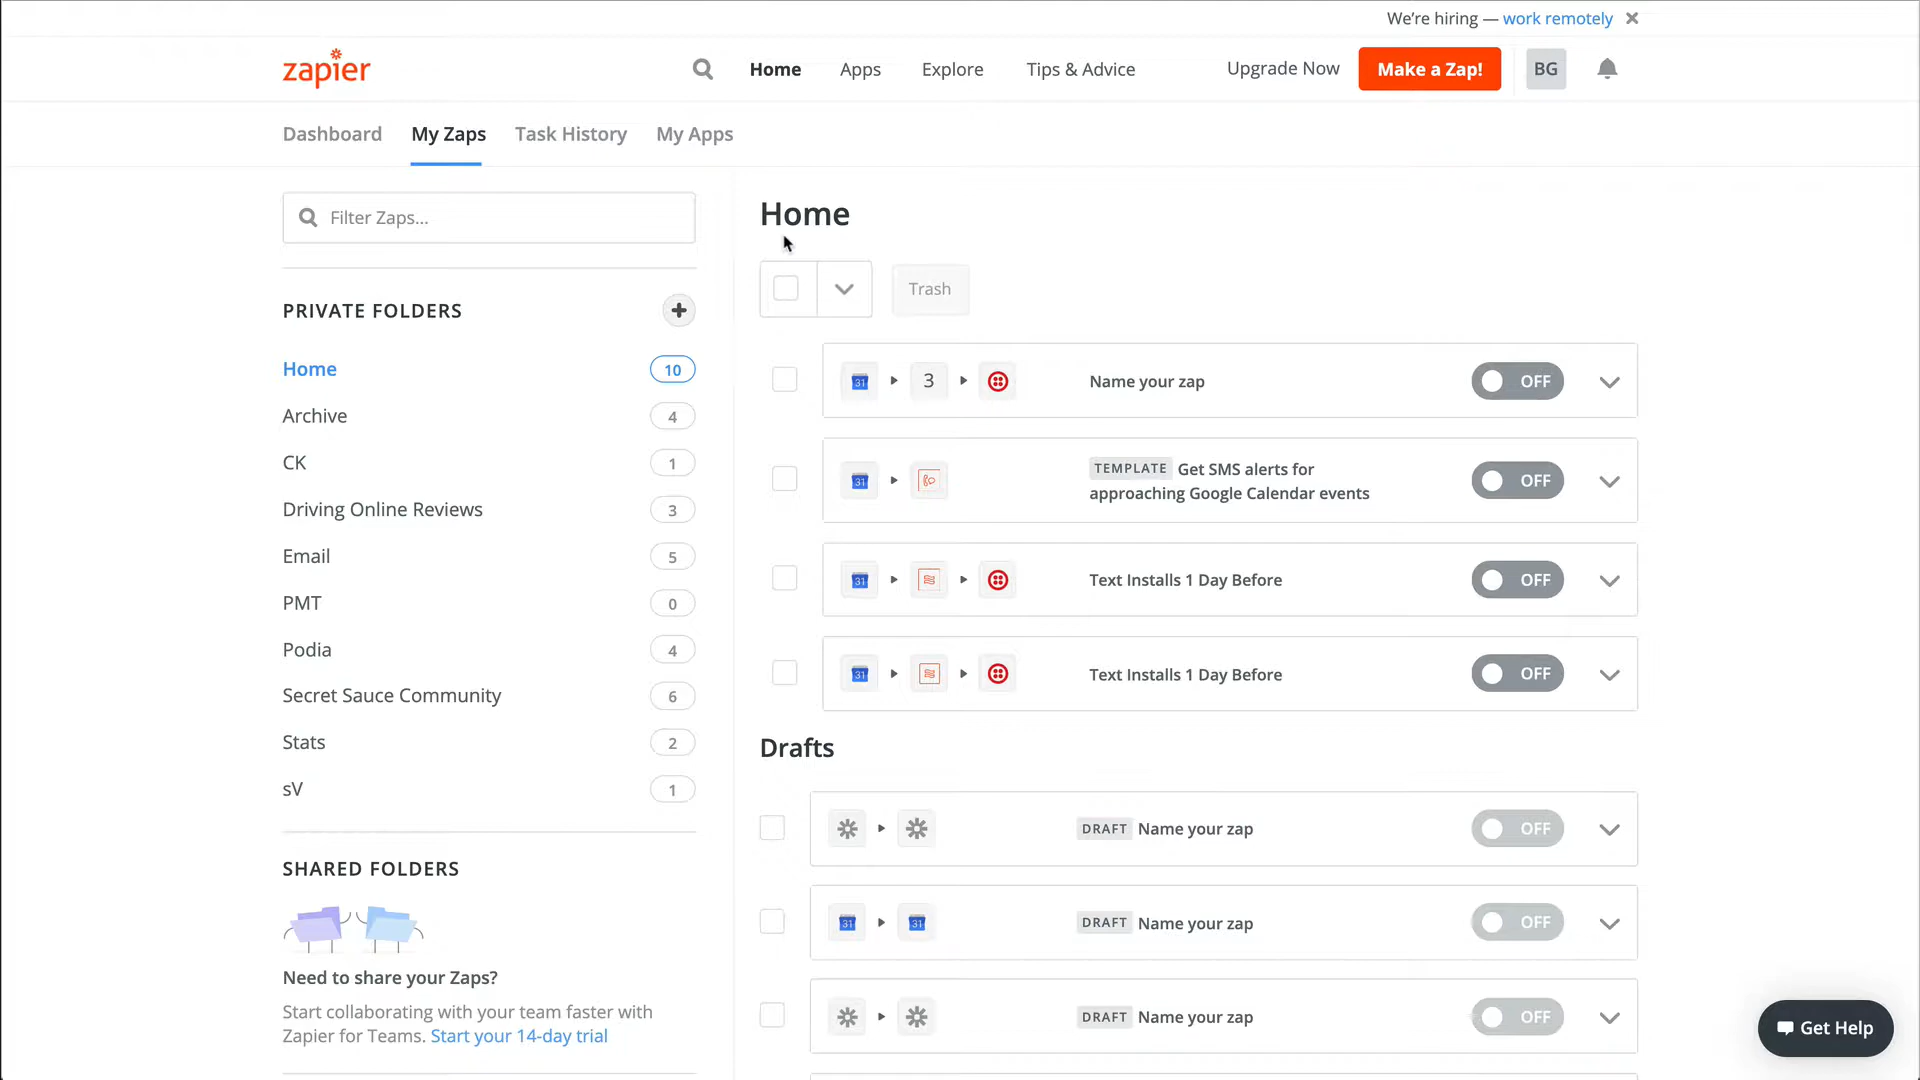 We're hiring — work remotely
zapier
Home
Apps
Explore
Tips & Advice
Upgrade Now
Make a Zap!
BG
Dashboard
My Zaps
Task History
My Apps
Filter Zaps...
PRIVATE FOLDERS
Home 10
Archive 4
CK 1
Driving Online Reviews 3
Email 5
PMT 0
Podia 4
Secret Sauce Community 6
Stats 2
sV 1
SHARED FOLDERS
Need to share your Zaps?
Start collaborating with your team faster with
Zapier for Teams. Start your 14-day trial
Home
Trash
31 3 Name your zap OFF
31 TEMPLATE Get SMS alerts for
approaching Google Calendar events OFF
31 Text Installs 1 Day Before OFF
31 Text Installs 1 Day Before OFF
Drafts
DRAFT Name your zap OFF
31 31 DRAFT Name your zap OFF
DRAFT Name your zap OFF
Get Help